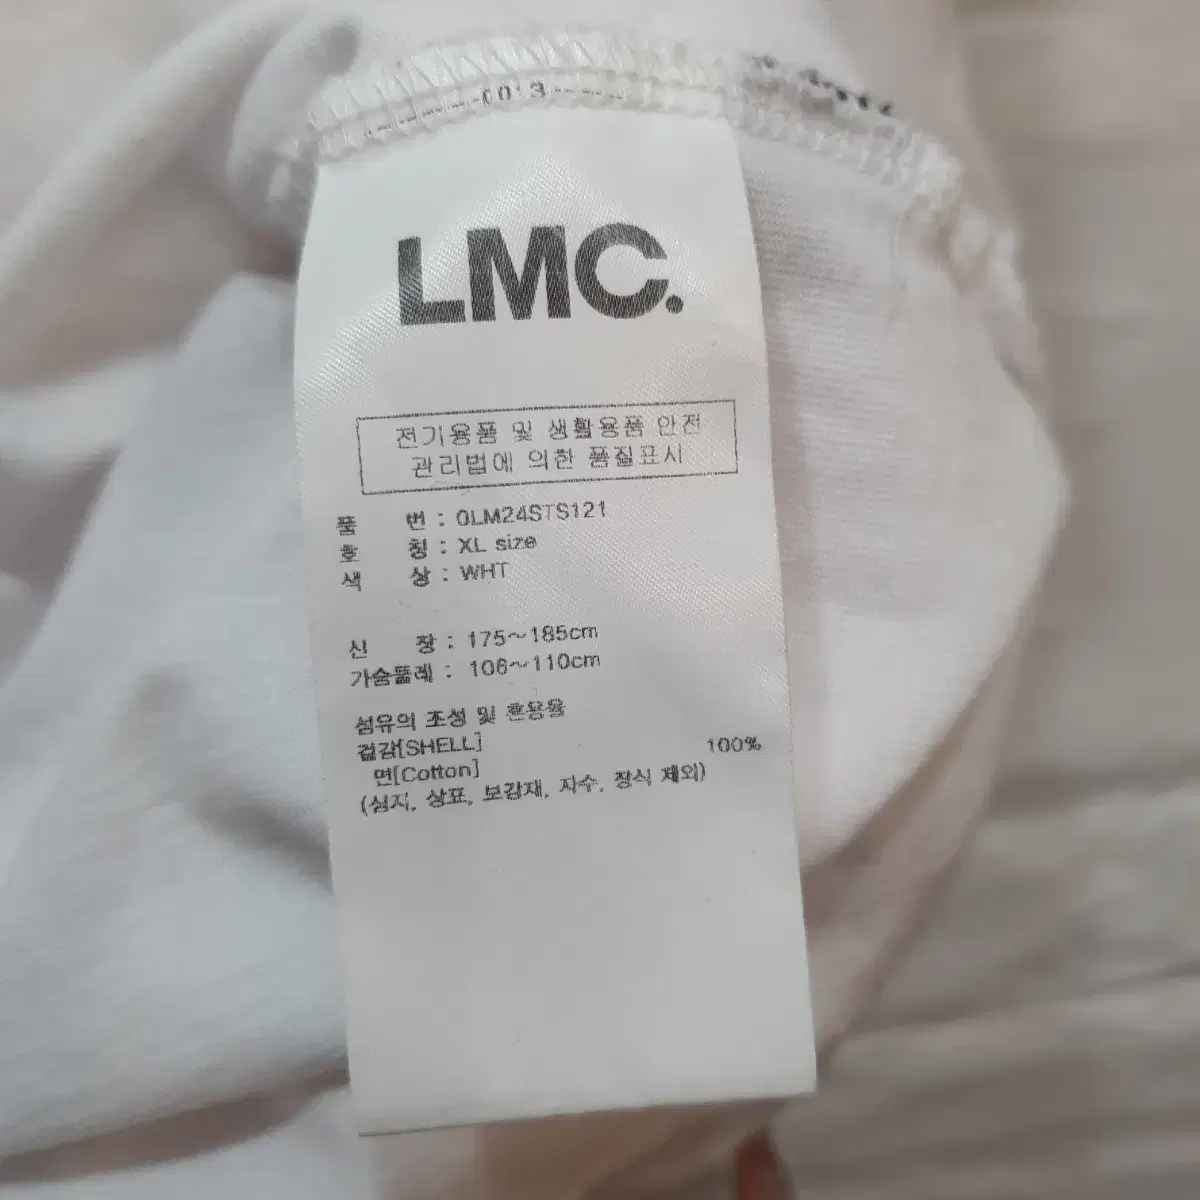 0013
LMC.
전기용품 및 생활용품 안전
관리법에 의한 품질표시
품 번 : 0LM24STS121
호 칭 : XL size
색 상 : WHT
신 장 : 175~185cm
가슴둘레 : 106~110cm
섬유의 조성 및 혼용율
겉감[SHELL]
면[Cotton] 100%
(심지, 상표, 보강재, 자수, 장식 제외)